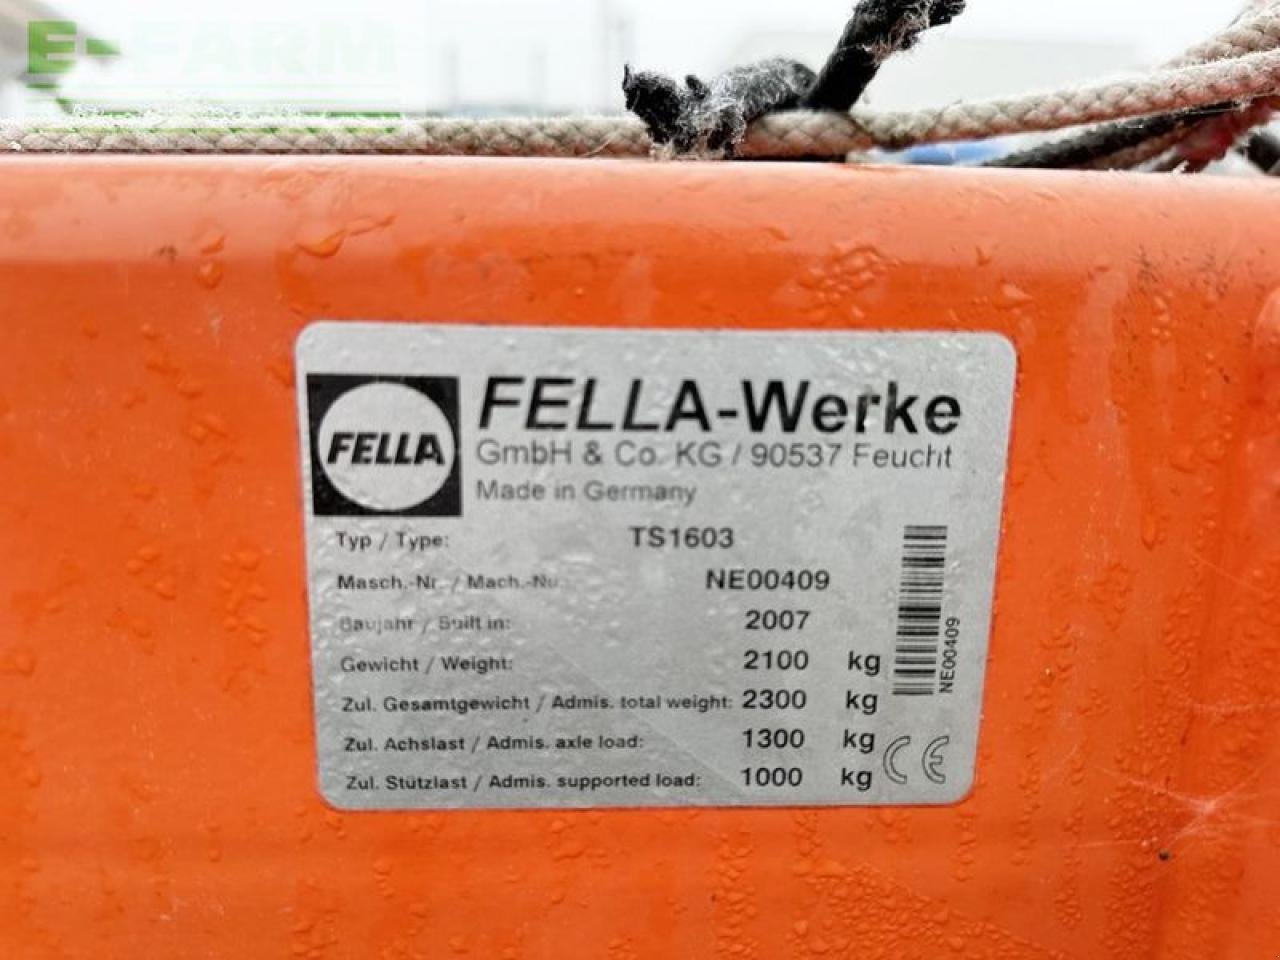 E-FARM
FELLA
FELLA-Werke
GmbH & Co. KG / 90537 Feucht
Made in Germany
Typ / Type: TS1603
Masch.-Nr. / Mach.-Nu.: NE00409
Baujahr / Built in: 2007
Gewicht / Weight: 2100 kg
Zul. Gesamtgewicht / Admis. total weight: 2300 kg
Zul. Achslast / Admis. axle load: 1300 kg
Zul. Stützlast / Admis. supported load: 1000 kg
NE00409
CE